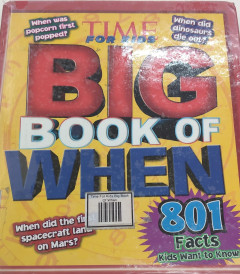 When was
popcorn first
popped?
When did
dinosaurs
die out?
TIME
FOR KIDS
BIG
BOOK OF
WHEN
When did the
spacecraft land
on Mars?
801
Facts
Kids Want to Know